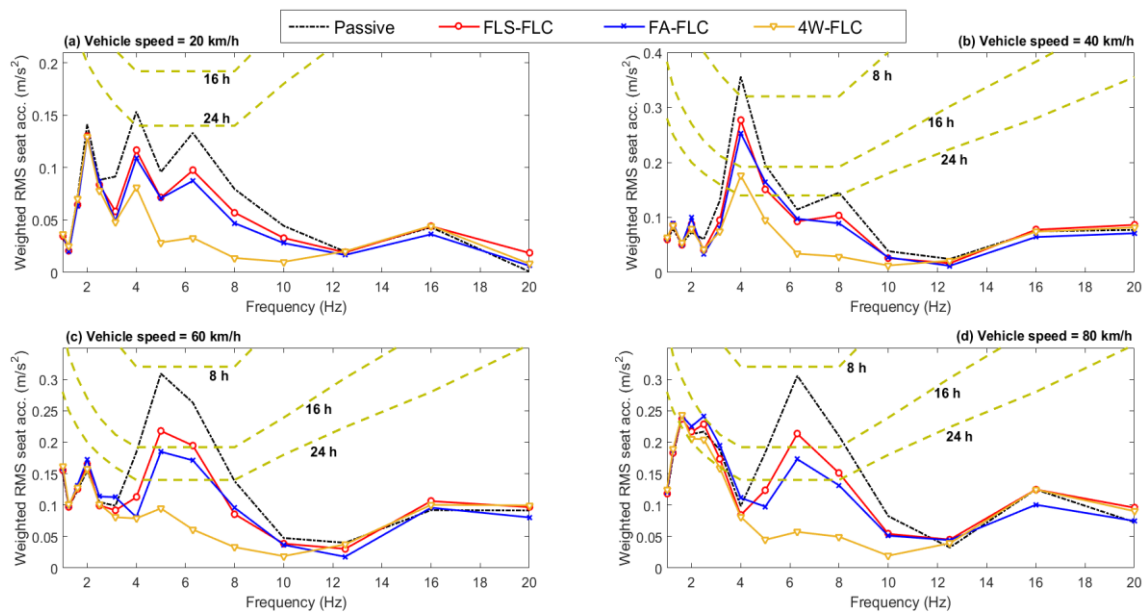 Passive FLS-FLC FA-FLC 4W-FLC
(a) Vehicle speed = 20 km/h
Weighted RMS seat acc. (m/s²)
0.2
0.15
0.1
0.05
0
16 h
24 h
2 4 6 8 10 12 14 16 18 20
Frequency (Hz)
(b) Vehicle speed = 40 km/h
Weighted RMS seat acc. (m/s²)
0.4
0.3
0.2
0.1
0
8 h
16 h
24 h
2 4 6 8 10 12 14 16 18 20
Frequency (Hz)
(c) Vehicle speed = 60 km/h
Weighted RMS seat acc. (m/s²)
0.3
0.25
0.2
0.15
0.1
0.05
0
8 h
16 h
24 h
2 4 6 8 10 12 14 16 18 20
Frequency (Hz)
(d) Vehicle speed = 80 km/h
Weighted RMS seat acc. (m/s²)
0.3
0.25
0.2
0.15
0.1
0.05
0
8 h
16 h
24 h
2 4 6 8 10 12 14 16 18 20
Frequency (Hz)